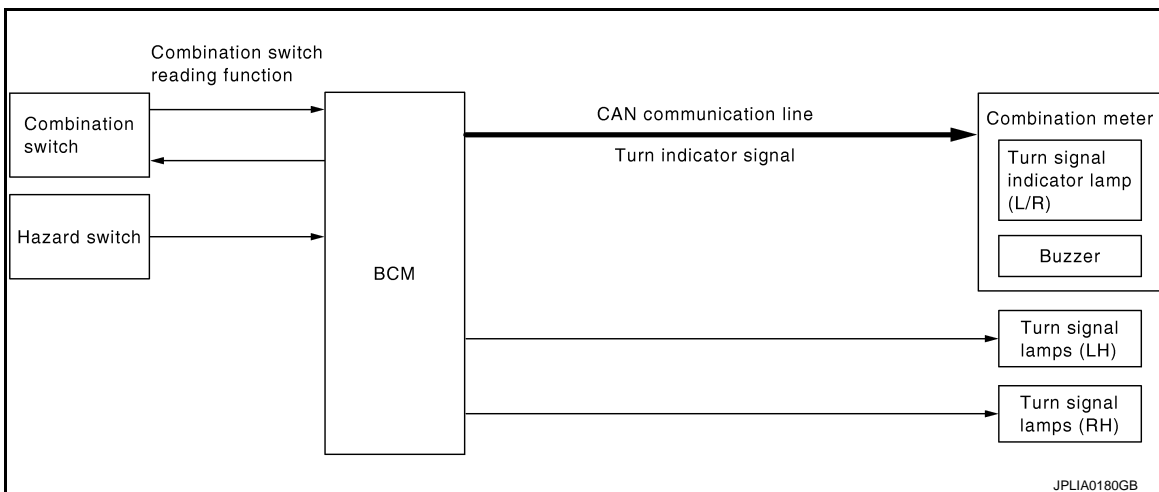 Combination switch
reading function
Combination
switch
Hazard switch
BCM
CAN communication line
Turn indicator signal
Combination meter
Turn signal
indicator lamp
(L/R)
Buzzer
Turn signal
lamps (LH)
Turn signal
lamps (RH)
JPLIA0180GB